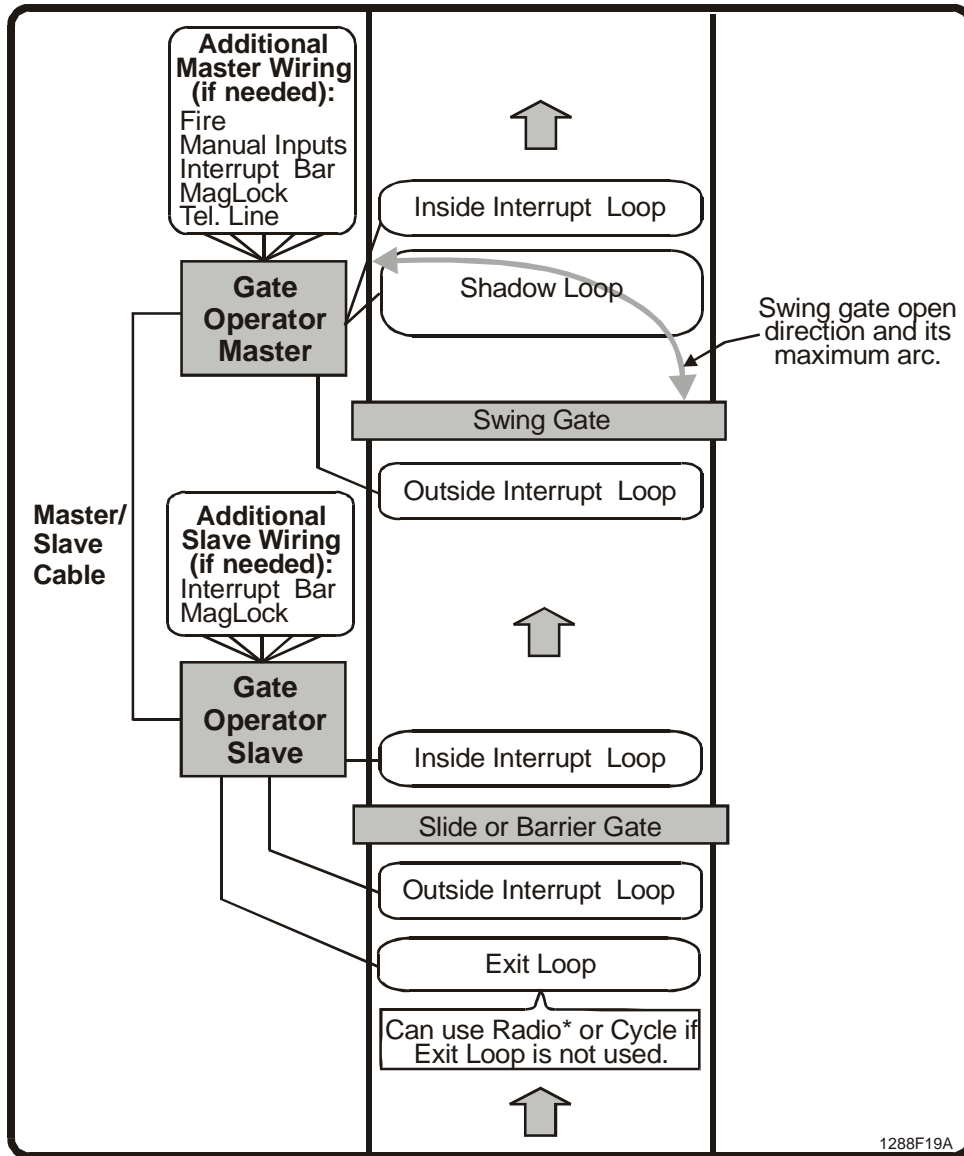 Additional
Master Wiring
(if needed):
Fire
Manual Inputs
Interrupt Bar
MagLock
Tel. Line
Inside Interrupt Loop
Gate
Operator
Master
Shadow Loop
Swing gate open
direction and its
maximum arc.
Swing Gate
Outside Interrupt Loop
Master/
Slave
Cable
Additional
Slave Wiring
(if needed):
Interrupt Bar
MagLock
Gate
Operator
Slave
Inside Interrupt Loop
Slide or Barrier Gate
Outside Interrupt Loop
Exit Loop
Can use Radio* or Cycle if
Exit Loop is not used.
1288F19A